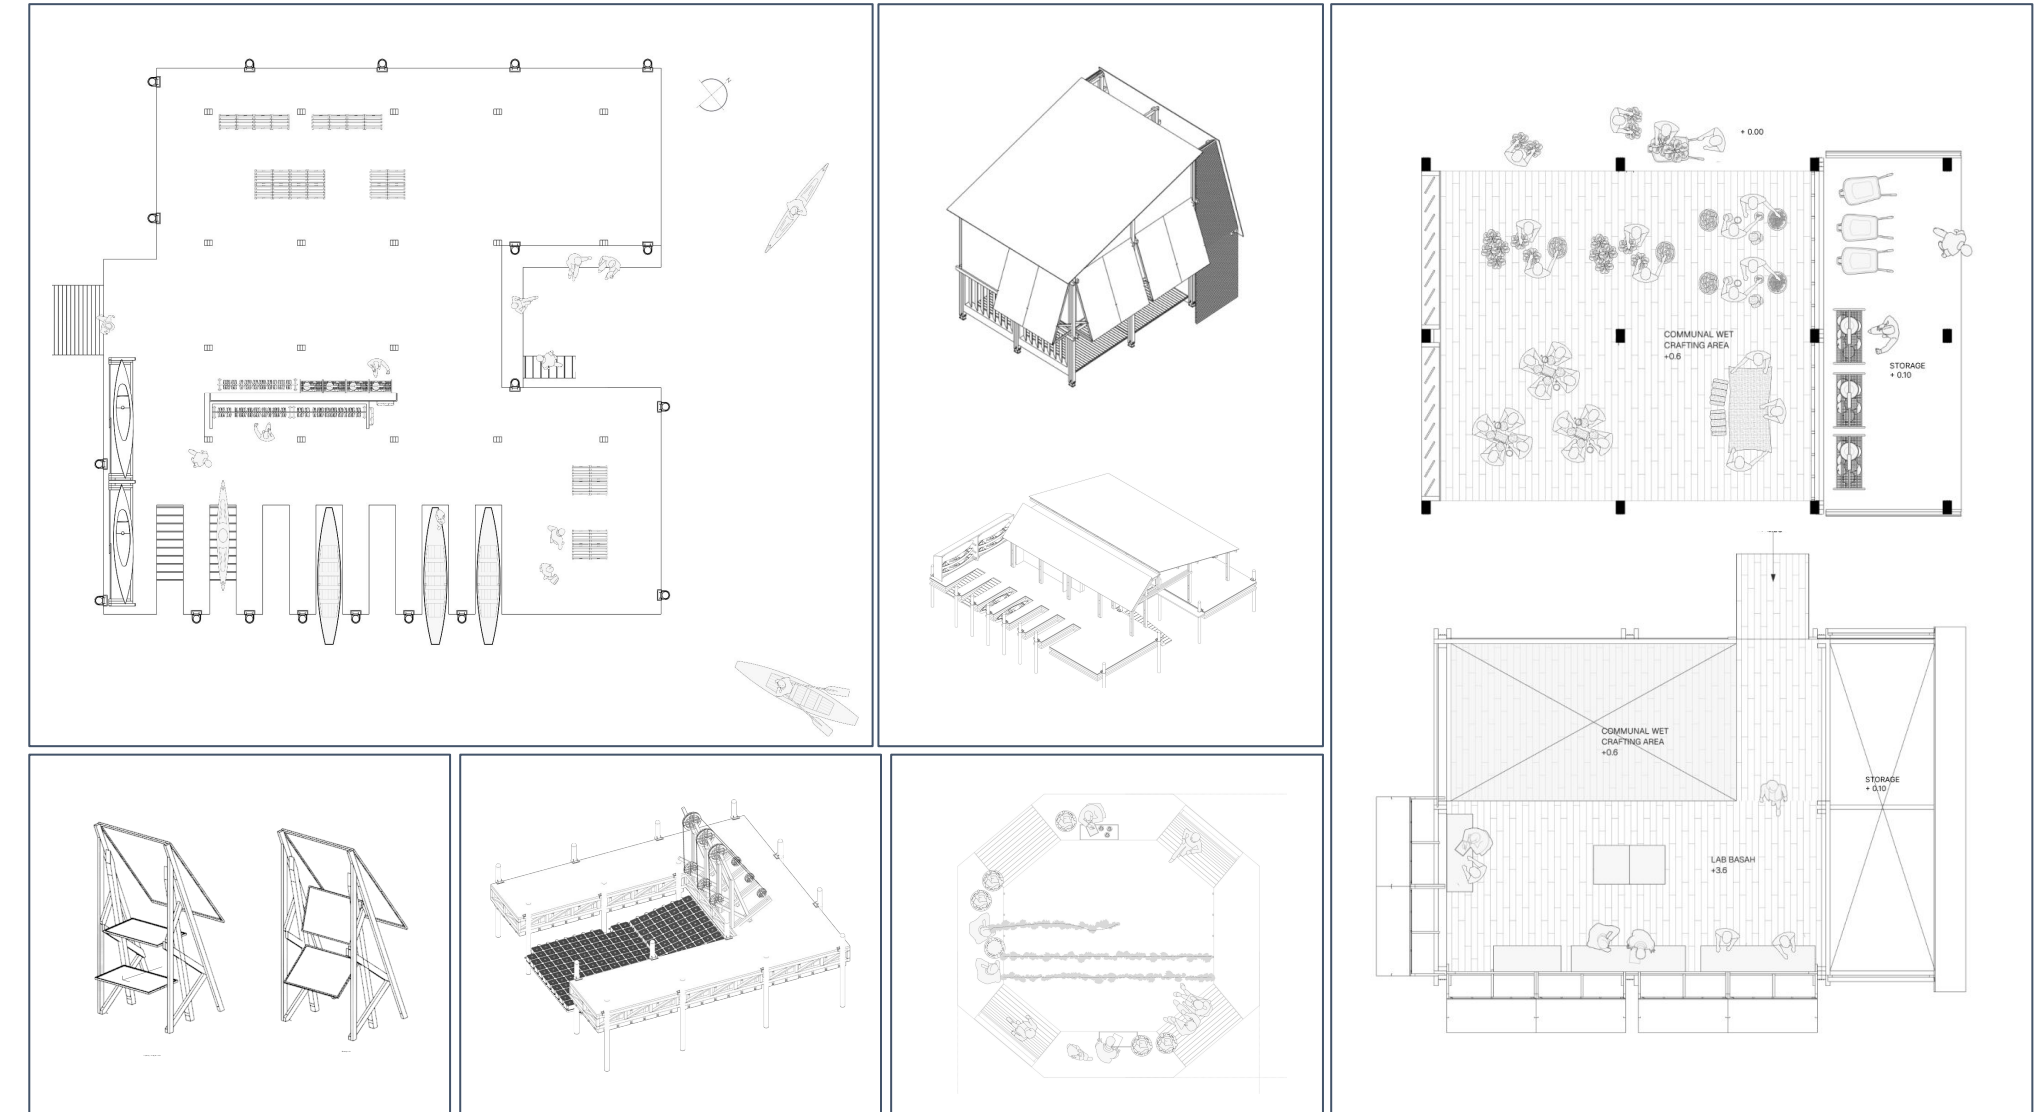 N
+ 0.00
COMMUNAL WET
CRAFTING AREA
+0.6
STORAGE
+ 0.10
COMMUNAL WET
CRAFTING AREA
+0.6
STORAGE
+ 0.10
LAB BASAH
+3.6